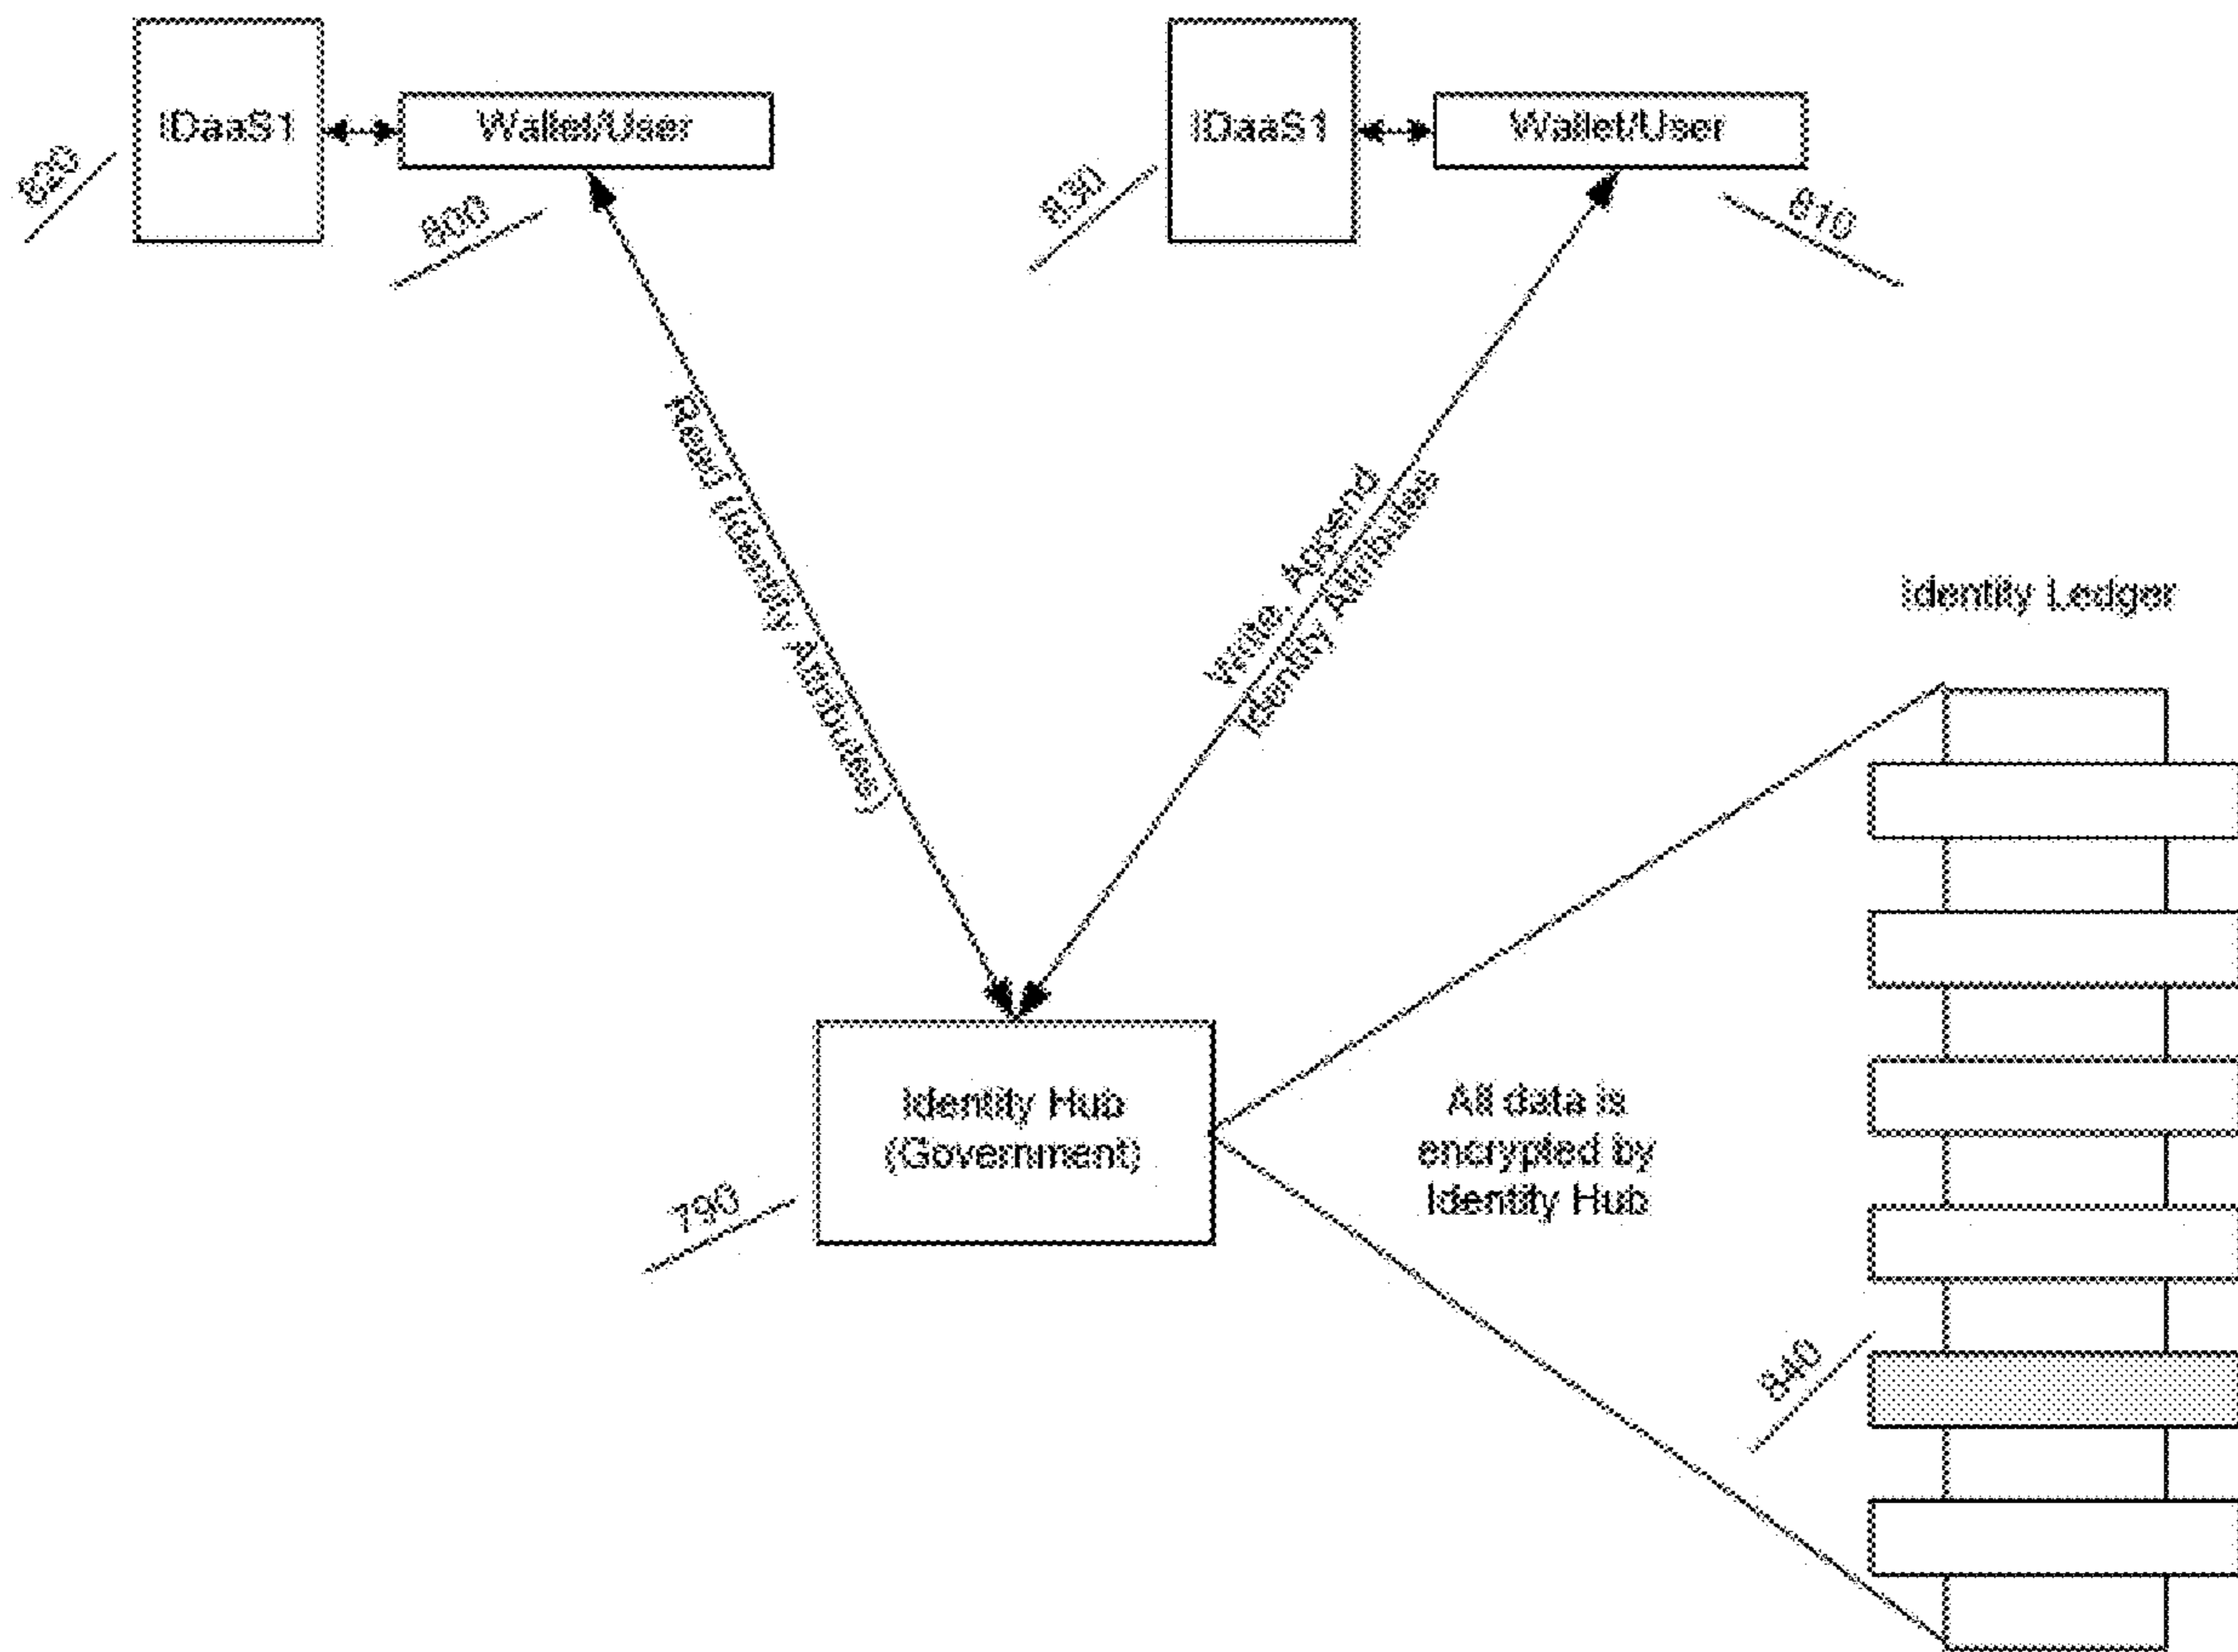 IDaaS1
Wallet/User
820
800
IDaaS1
Wallet/User
830
810
Read (Identity Attributes)
Write, Append
Identity Attributes
Identity Ledger
Identity Hub
(Government)
790
All data is
encrypted by
Identity Hub
840